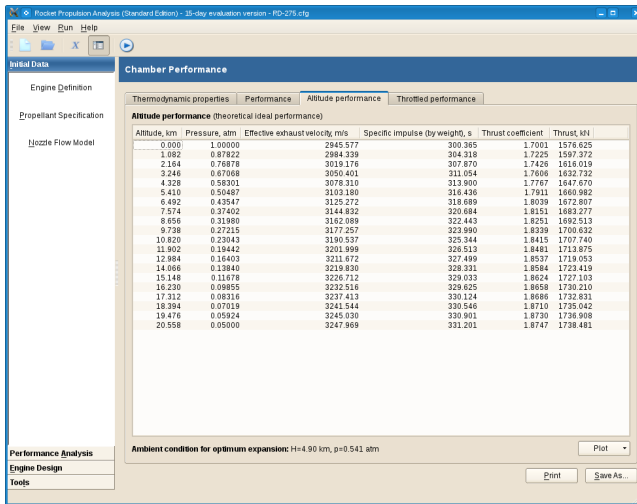 Rocket Propulsion Analysis (Standard Edition) - 15-day evaluation version - RD-275.cfg
File View Run Help
Initial Data
Engine Definition
Propellant Specification
Nozzle Flow Model
Chamber Performance
Thermodynamic properties Performance Altitude performance Throttled performance
Altitude performance (theoretical ideal performance)
Altitude, km Pressure, atm Effective exhaust velocity, m/s Specific impulse (by weight), s Thrust coefficient Thrust, kN
0.000 1.00000 2945.577 300.365 1.7001 1576.625
1.082 0.87822 2984.339 304.318 1.7225 1597.372
2.164 0.76878 3019.176 307.870 1.7426 1616.019
3.246 0.67068 3050.401 311.054 1.7606 1632.732
4.328 0.58301 3078.310 313.900 1.7767 1647.670
5.410 0.50487 3103.180 316.436 1.7911 1660.982
6.492 0.43547 3125.272 318.689 1.8039 1672.807
7.574 0.37402 3144.832 320.684 1.8151 1683.277
8.656 0.31980 3162.089 322.443 1.8251 1692.513
9.738 0.27215 3177.257 323.990 1.8339 1700.632
10.820 0.23043 3190.537 325.344 1.8415 1707.740
11.902 0.19442 3201.999 326.513 1.8481 1713.875
12.984 0.16403 3211.672 327.499 1.8537 1719.053
14.066 0.13840 3219.830 328.331 1.8584 1723.419
15.148 0.11678 3226.712 329.033 1.8624 1727.103
16.230 0.09855 3232.516 329.625 1.8658 1730.210
17.312 0.08316 3237.413 330.124 1.8686 1732.831
18.394 0.07019 3241.544 330.546 1.8710 1735.042
19.476 0.05924 3245.030 330.901 1.8730 1736.908
20.558 0.05000 3247.969 331.201 1.8747 1738.481
Ambient condition for optimum expansion: H=4.90 km, p=0.541 atm
Plot
Performance Analysis
Engine Design
Tools
Print Save As...